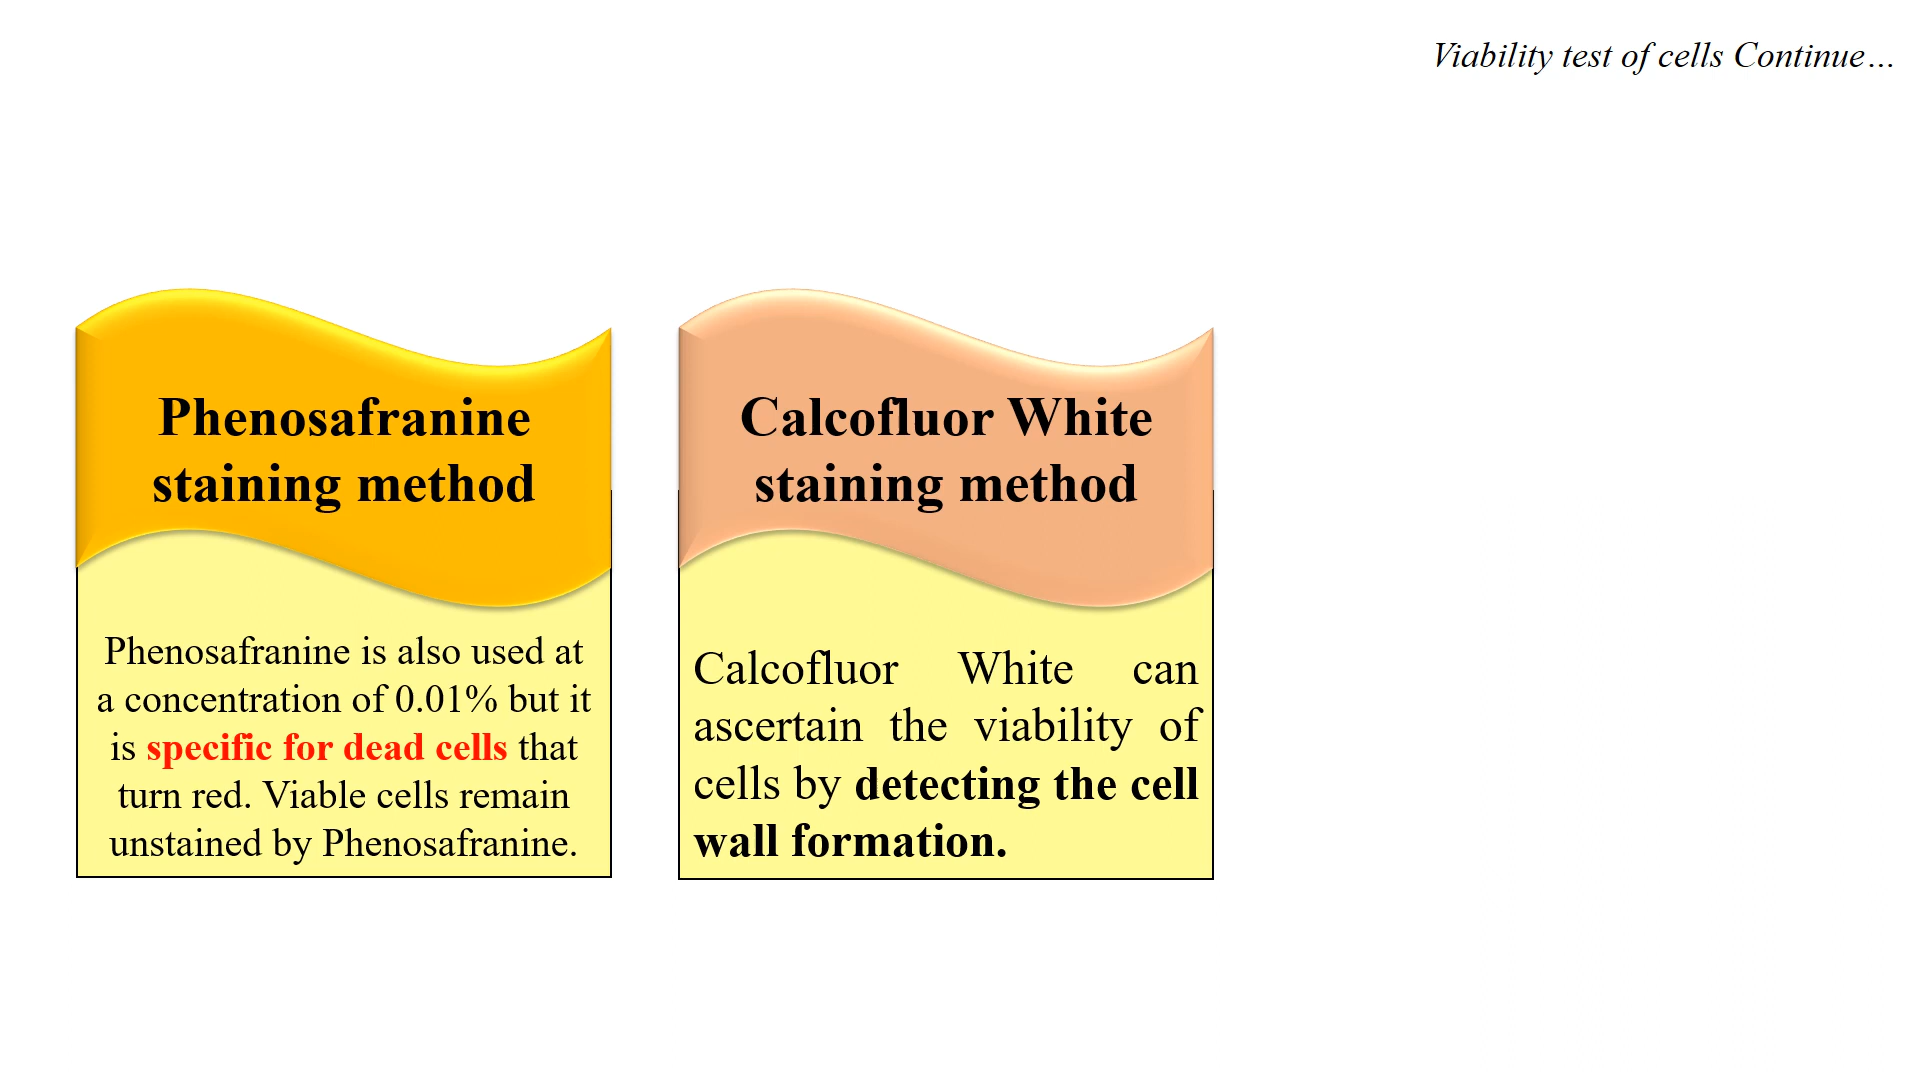 Viability test of cells Continue…
Phenosafranine
staining method
Phenosafranine is also used at
a concentration of 0.01% but it
is specific for dead cells that
turn red. Viable cells remain
unstained by Phenosafranine.
Calcofluor White
staining method
Calcofluor White can
ascertain the viability of
cells by detecting the cell
wall formation.